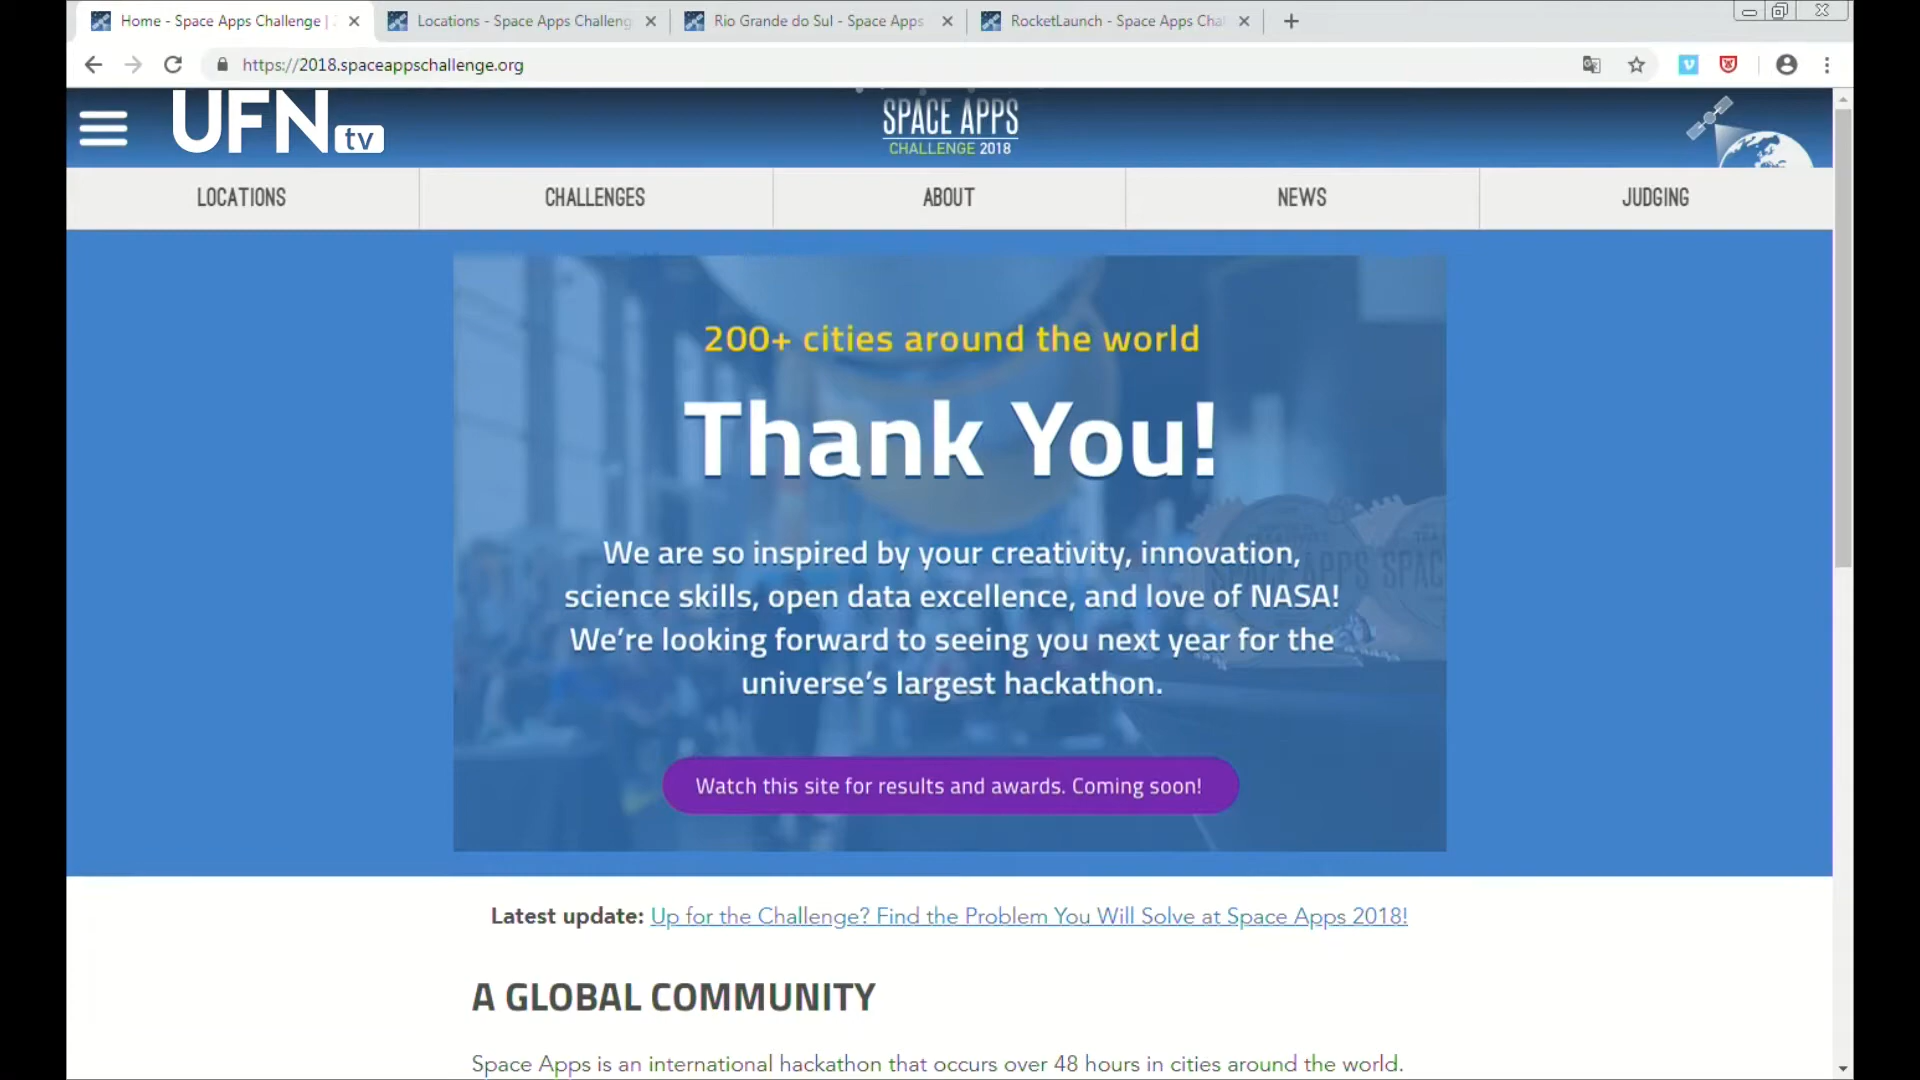 Home - Space Apps Challenge |
Locations - Space Apps Challeng
Rio Grande do Sul - Space Apps
RocketLaunch - Space Apps Cha
https://2018.spaceappschallenge.org
UFN tv
SPACE APPS
CHALLENGE 2018
LOCATIONS
CHALLENGES
ABOUT
NEWS
JUDGING
200+ cities around the world
Thank You!
We are so inspired by your creativity, innovation,
science skills, open data excellence, and love of NASA!
We're looking forward to seeing you next year for the
universe's largest hackathon.
Watch this site for results and awards. Coming soon!
Latest update: Up for the Challenge? Find the Problem You Will Solve at Space Apps 2018!
A GLOBAL COMMUNITY
Space Apps is an international hackathon that occurs over 48 hours in cities around the world.